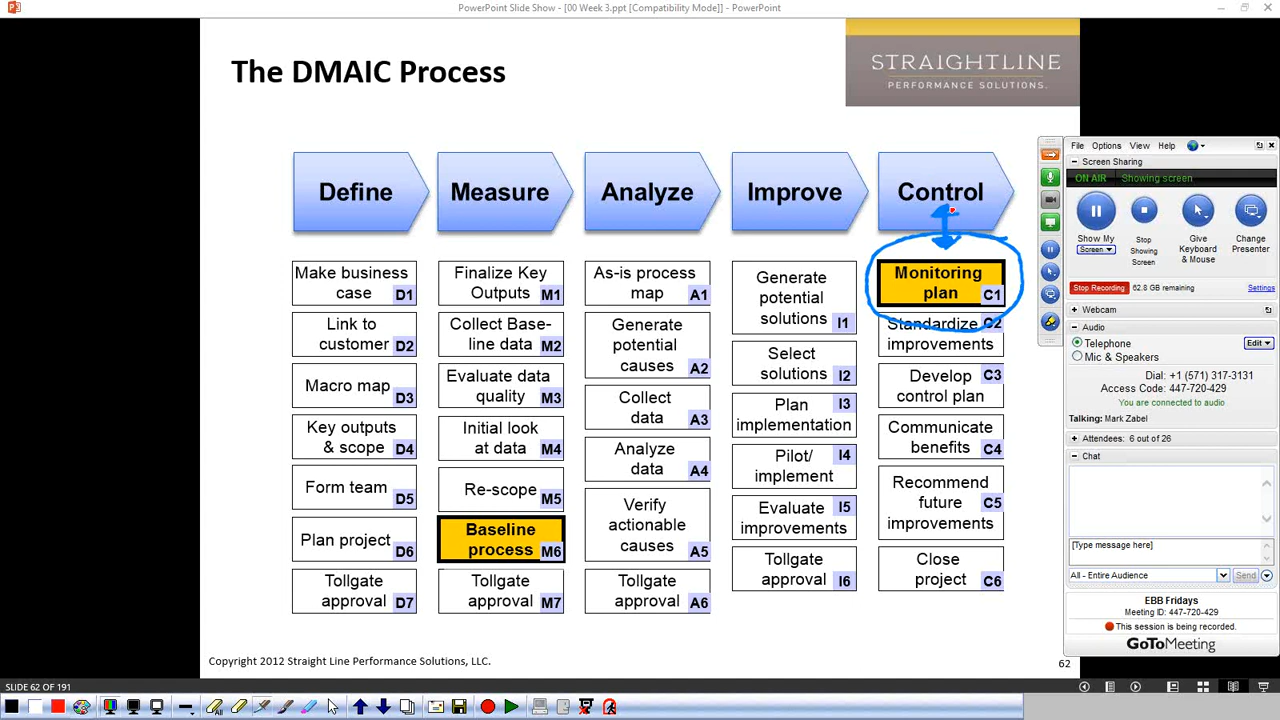 PowerPoint Slide Show - [00 Week 3.ppt [Compatibility Mode]] - PowerPoint
The DMAIC Process
STRAIGHTLINE
PERFORMANCE SOLUTIONS.
Define
Measure
Analyze
Improve
Control
Make business
case D1
Link to
customer D2
Macro map D3
Key outputs
& scope D4
Form team D5
Plan project D6
Tollgate
approval D7
Finalize Key
Outputs M1
Collect Base-
line data M2
Evaluate data
quality M3
Initial look
at data M4
Re-scope M5
Baseline
process M6
Tollgate
approval M7
As-is process
map A1
Generate
potential
causes A2
Collect
data A3
Analyze
data A4
Verify
actionable
causes A5
Tollgate
approval A6
Generate
potential
solutions I1
Select
solutions I2
Plan I3
implementation
Pilot/ I4
implement
Evaluate I5
improvements
Tollgate
approval I6
Monitoring
plan C1
Standardize C2
improvements
Develop C3
control plan
Communicate
benefits C4
Recommend
future C5
improvements
Close
project C6
Copyright 2012 Straight Line Performance Solutions, LLC.
62
SLIDE 62 OF 191
File Options View Help
Screen Sharing
ON AIR Showing screen
Show My
Screen
Stop
Showing
Screen
Give
Keyboard
& Mouse
Change
Presenter
Stop Recording 62.8 GB remaining Settings
Webcam
Audio
Telephone Edit
Mic & Speakers
Dial: +1 (571) 317-3131
Access Code: 447-720-429
You are connected to audio
Talking: Mark Zabel
Attendees: 6 out of 26
Chat
[Type message here]
All - Entire Audience Send
EBB Fridays
Meeting ID: 447-720-429
This session is being recorded.
GoToMeeting